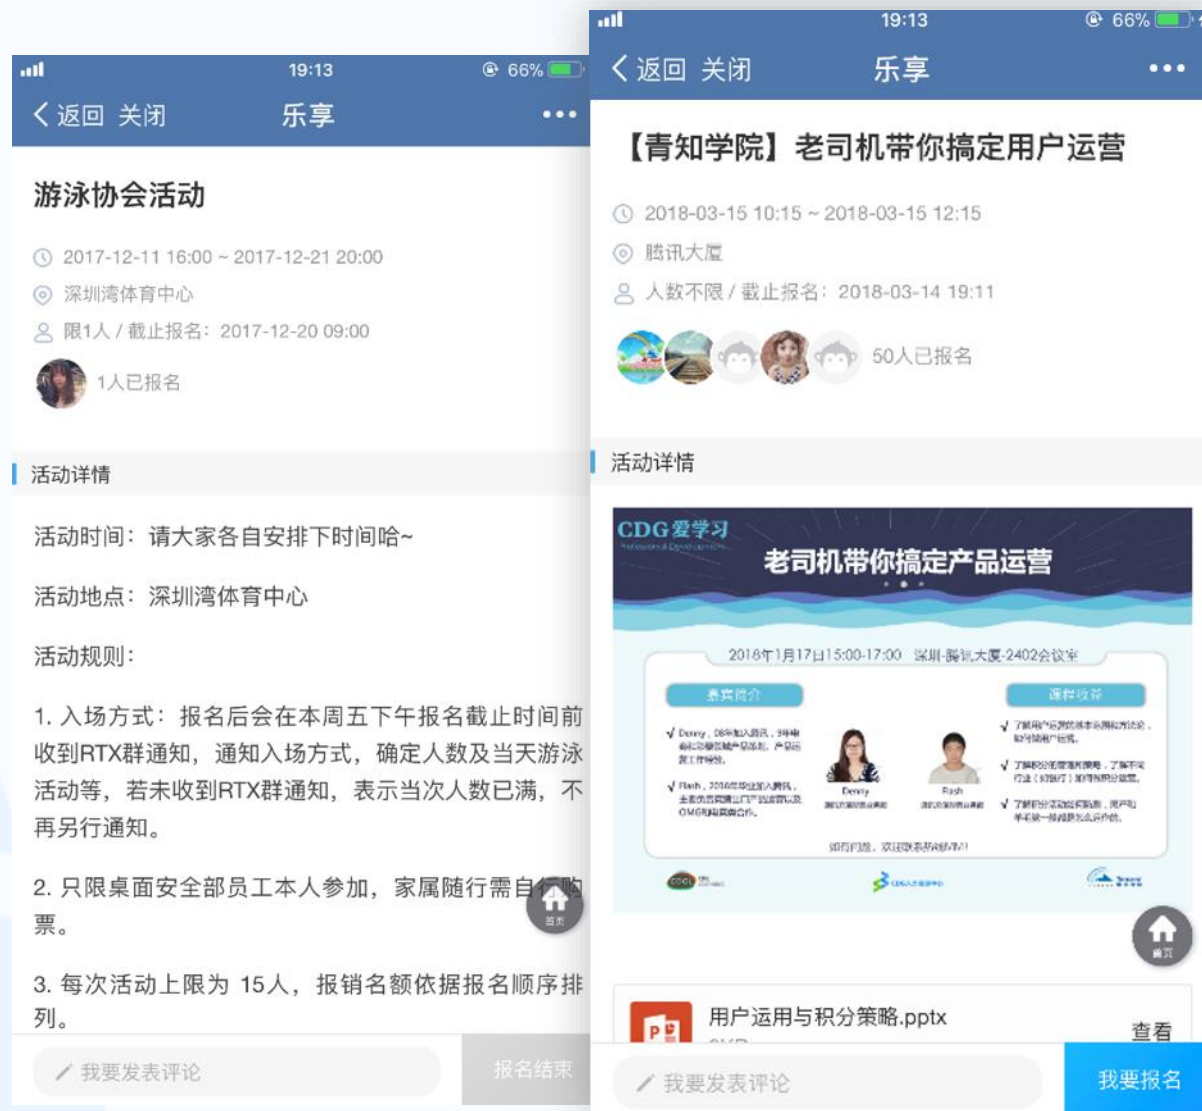 19:13
66%
返回 关闭
乐享
游泳协会活动
2017-12-11 16:00 ~ 2017-12-21 20:00
深圳湾体育中心
限1人 / 截止报名：2017-12-20 09:00
1人已报名
活动详情
活动时间：请大家各自安排下时间哈~
活动地点：深圳湾体育中心
活动规则：
1. 入场方式：报名后会在本周五下午报名截止时间前
收到RTX群通知，通知入场方式，确定人数及当天游泳
活动等，若未收到RTX群通知，表示当次人数已满，不
再另行通知。
2. 只限桌面安全部员工本人参加，家属随行需自行购
票。
首页
3. 每次活动上限为 15人，报销名额依据报名顺序排
列。
我要发表评论
报名结束
19:13
66%
返回 关闭
乐享
【青知学院】老司机带你搞定用户运营
2018-03-15 10:15 ~ 2018-03-15 12:15
腾讯大厦
人数不限 / 截止报名：2018-03-14 19:11
50人已报名
活动详情
CDG爱学习
Professional Development
老司机带你搞定产品运营
2018年1月17日15:00-17:00 深圳-腾讯大厦-2402会议室
嘉宾简介
课程收获
Denny
Flash
首页
用户运用与积分策略.pptx
查看
我要发表评论
我要报名